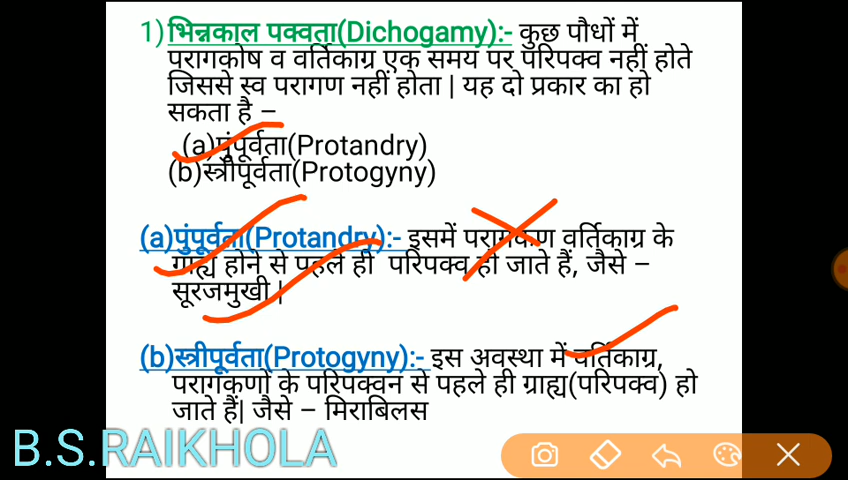 1) भिन्नकाल पक्वता(Dichogamy):- कुछ पौधों में
परागकोष व वर्तिकाग्र एक समय पर परिपक्व नहीं होते
जिससे स्व परागण नहीं होता | यह दो प्रकार का हो
सकता है –
(a)पुंपूर्वता(Protandry)
(b)स्त्रीपूर्वता(Protogyny)
(a)पुंपूर्वता(Protandry):- इसमें परागकण वर्तिकाग्र के
ग्राह्य होने से पहले ही परिपक्व हो जाते हैं, जैसे –
सूरजमुखी |
(b)स्त्रीपूर्वता(Protogyny):- इस अवस्था में वर्तिकाग्र,
परागकणों के परिपक्वन से पहले ही ग्राह्य(परिपक्व) हो
जाते हैं| जैसे – मिराबिलस
B.S.RAIKHOLA